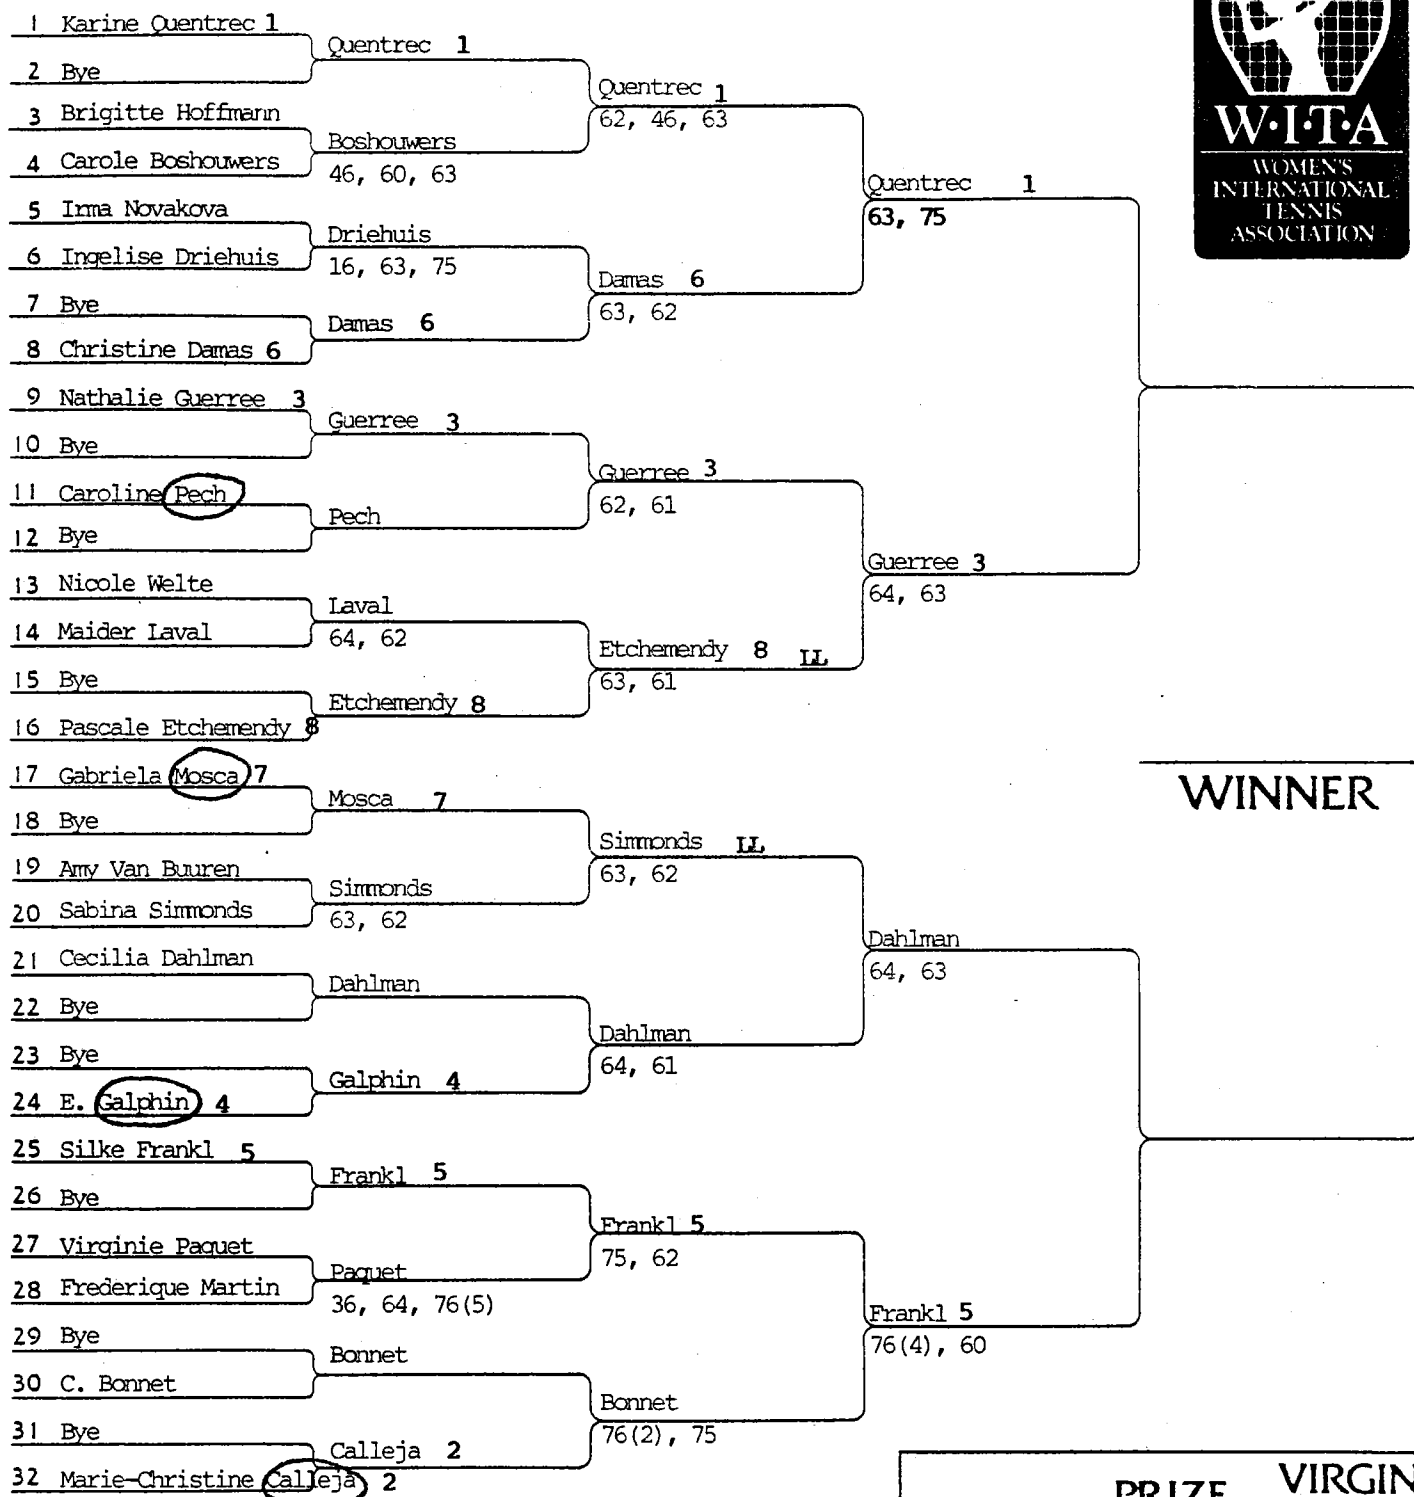 1 Karine Quentrec 1
2 Bye
3 Brigitte Hoffmann
4 Carole Boshouwers
5 Irma Novakova
6 Ingelise Driehuis
7 Bye
8 Christine Damas 6
9 Nathalie Guerree 3
10 Bye
11 Caroline Pech
12 Bye
13 Nicole Welte
14 Maider Laval
15 Bye
16 Pascale Etchemendy 8
17 Gabriela Mosca 7
18 Bye
19 Amy Van Buuren
20 Sabina Simmonds
21 Cecilia Dahlman
22 Bye
23 Bye
24 E. Galphin 4
25 Silke Frankl 5
26 Bye
27 Virginie Paquet
28 Frederique Martin
29 Bye
30 C. Bonnet
31 Bye
32 Marie-Christine Calleja 2
Quentrec 1
Boshouwers
46, 60, 63
Driehuis
16, 63, 75
Damas 6
Guerree 3
Pech
Laval
64, 62
Etchemendy 8
Mosca 7
Simmonds
63, 62
Dahlman
Galphin 4
Frankl 5
Paquet
36, 64, 76(5)
Bonnet
Calleja 2
Quentrec 1
62, 46, 63
Damas 6
63, 62
Guerree 3
62, 61
Etchemendy 8 LL
63, 61
Simmonds LL
63, 62
Dahlman
64, 61
Frankl 5
75, 62
Bonnet
76(2), 75
Quentrec 1
63, 75
Guerree 3
64, 63
Dahlman
64, 63
Frankl 5
76(4), 60
W·I·T·A
WOMEN'S
INTERNATIONAL
TENNIS
ASSOCIATION
WINNER
PRIZE VIRGIN